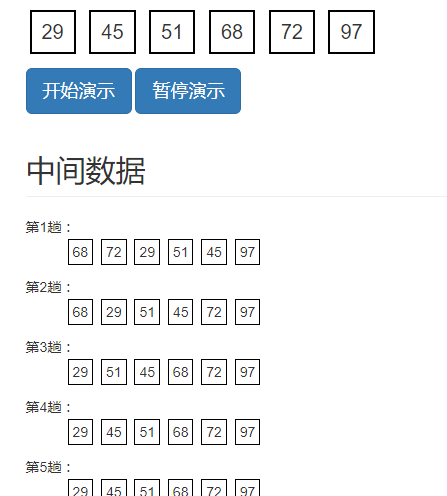 29 45 51 68 72 97
开始演示 暂停演示
中间数据
第1趟：
68 72 29 51 45 97
第2趟：
68 29 51 45 72 97
第3趟：
29 51 45 68 72 97
第4趟：
29 45 51 68 72 97
第5趟：
29 45 51 68 72 97